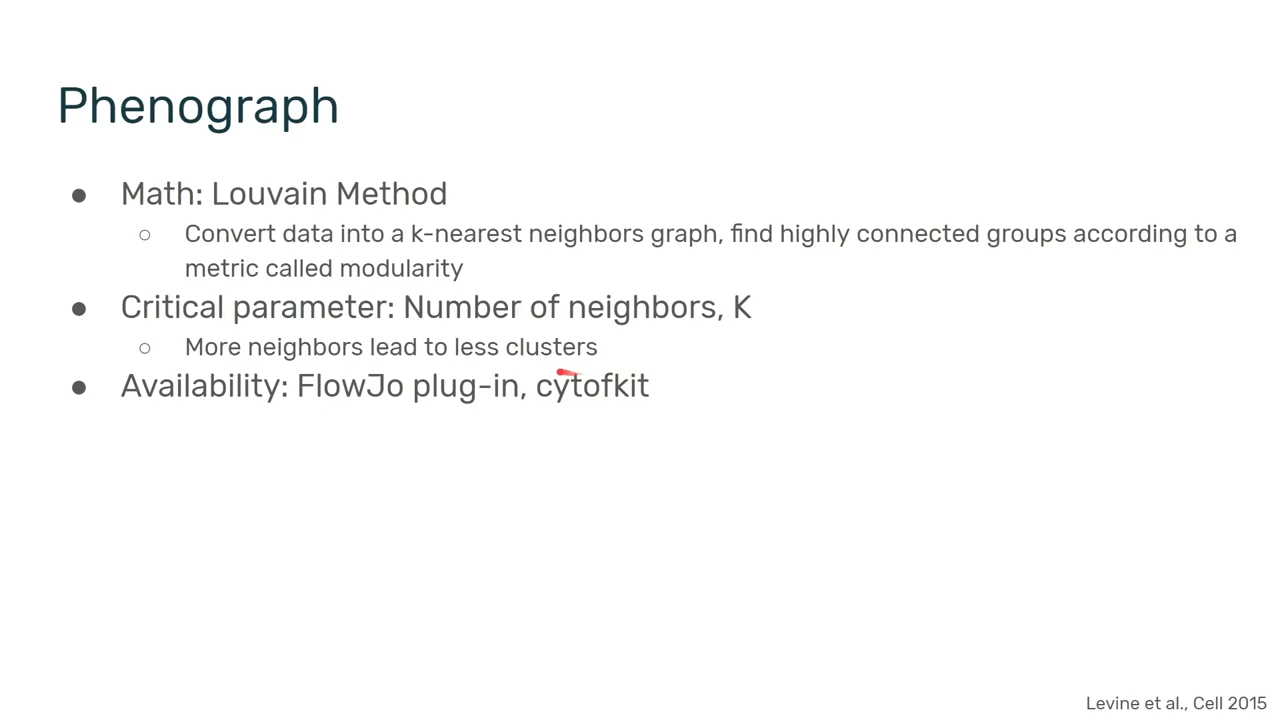 Phenograph
● Math: Louvain Method
○ Convert data into a k-nearest neighbors graph, find highly connected groups according to a
metric called modularity
● Critical parameter: Number of neighbors, K
○ More neighbors lead to less clusters
● Availability: FlowJo plug-in, cytofkit
Levine et al., Cell 2015